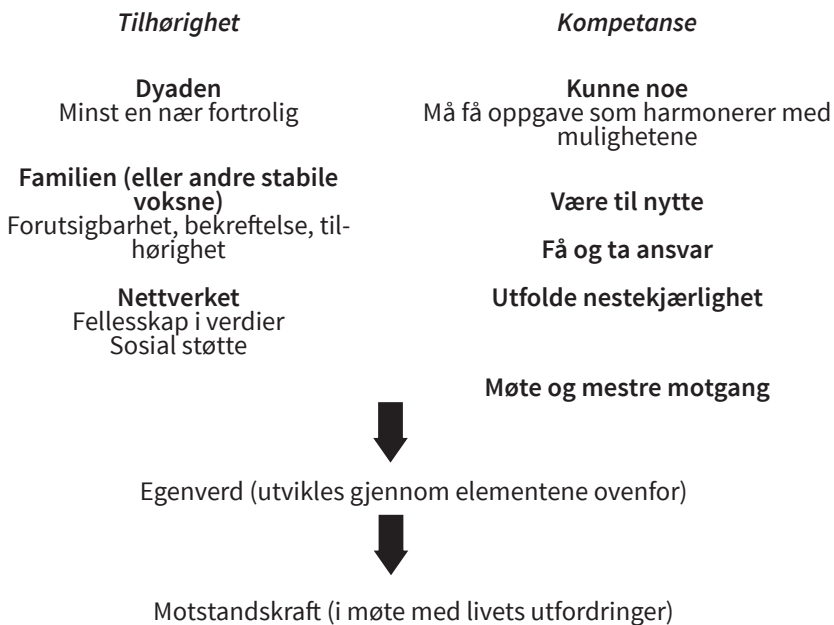 Tilhørighet
Dyaden
Minst en nær fortrolig
Familien (eller andre stabile
voksne)
Forutsigbarhet, bekreftelse, til-
hørighet
Nettverket
Fellesskap i verdier
Sosial støtte
Kompetanse
Kunne noe
Må få oppgave som harmonerer med
mulighetene
Være til nytte
Få og ta ansvar
Utfolde nestekjærlighet
Møte og mestre motgang
Egenverd (utvikles gjennom elementene ovenfor)
Motstandskraft (i møte med livets utfordringer)